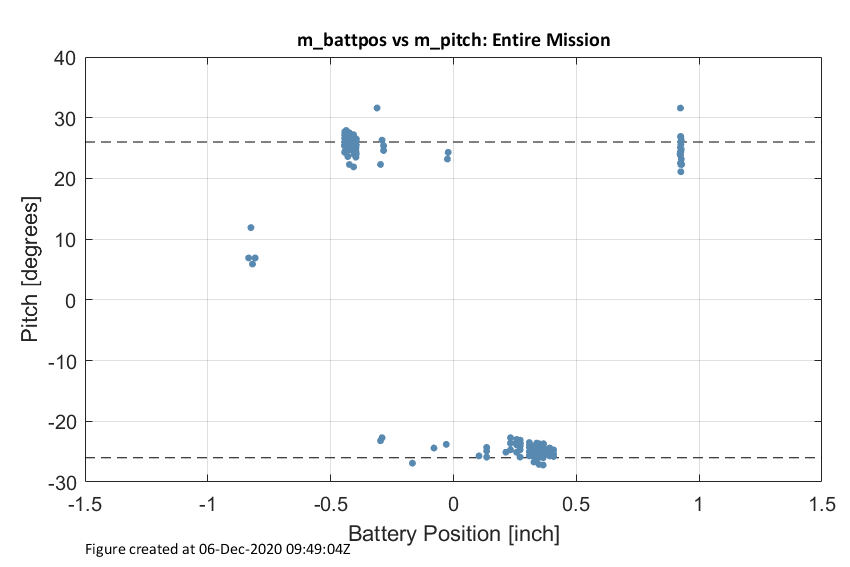 m_battpos vs m_pitch: Entire Mission
40
30
20
10
0
-10
-20
-30
Pitch [degrees]
-1.5 -1 -0.5 0 0.5 1 1.5
Battery Position [inch]
Figure created at 06-Dec-2020 09:49:04Z